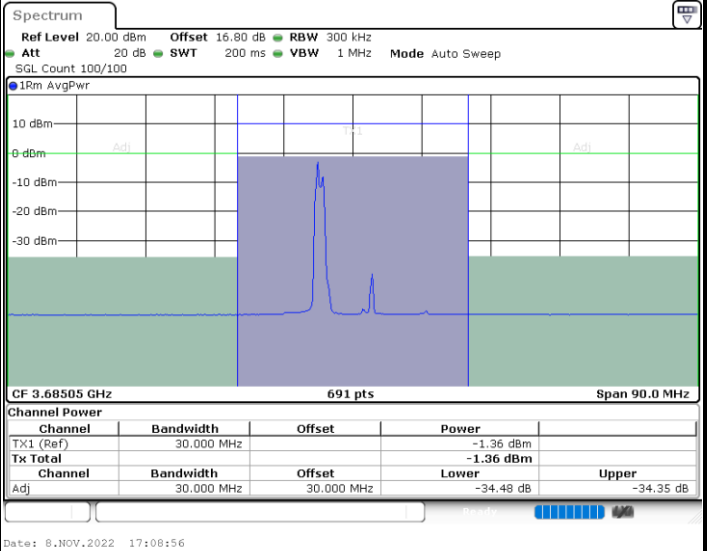 Spectrum
Ref Level 20.00 dBm Offset 16.80 dB RBW 300 kHz
Att 20 dB SWT 200 ms VBW 1 MHz Mode Auto Sweep
SGL Count 100/100
1Rm AvgPwr
10 dBm
TX1
Adj Adj
0 dBm
-10 dBm
-20 dBm
-30 dBm
CF 3.68505 GHz 691 pts Span 90.0 MHz
Channel Power
Channel Bandwidth Offset Power
TX1 (Ref) 30.000 MHz -1.36 dBm
Tx Total -1.36 dBm
Channel Bandwidth Offset Lower Upper
Adj 30.000 MHz 30.000 MHz -34.48 dB -34.35 dB
Ready
Date: 8.NOV.2022 17:08:56